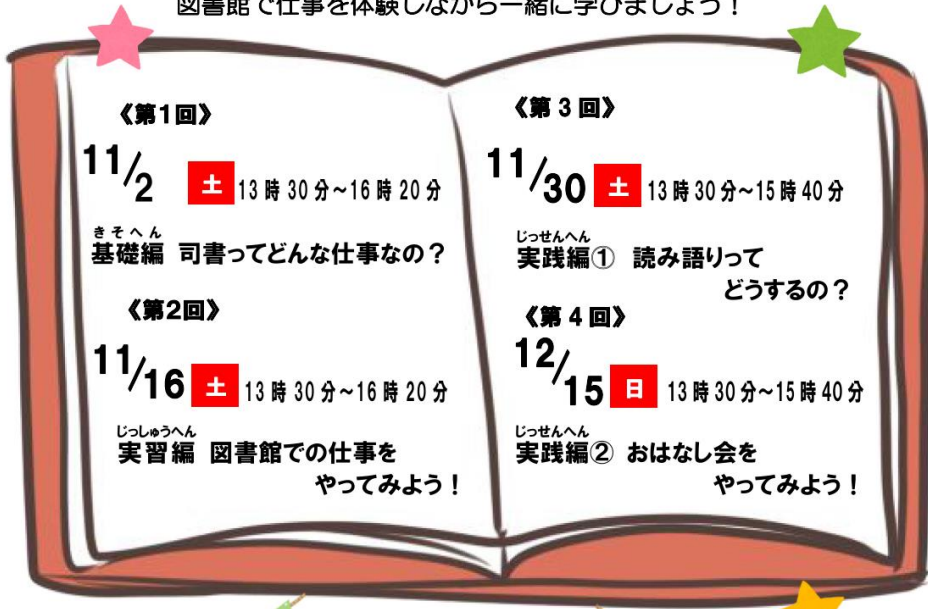 図書館で仕事を体験しながら一緒に学びましょう！
《第1回》
11/2 土 13時30分～16時20分
きそへん
基礎編 司書ってどんな仕事なの？
《第2回》
11/16 土 13時30分～16時20分
じっしゅうへん
実習編 図書館での仕事を
やってみよう！
《第3回》
11/30 土 13時30分～15時40分
じっせんへん
実践編① 読み語りって
どうするの？
《第4回》
12/15 日 13時30分～15時40分
じっせんへん
実践編② おはなし会を
やってみよう！